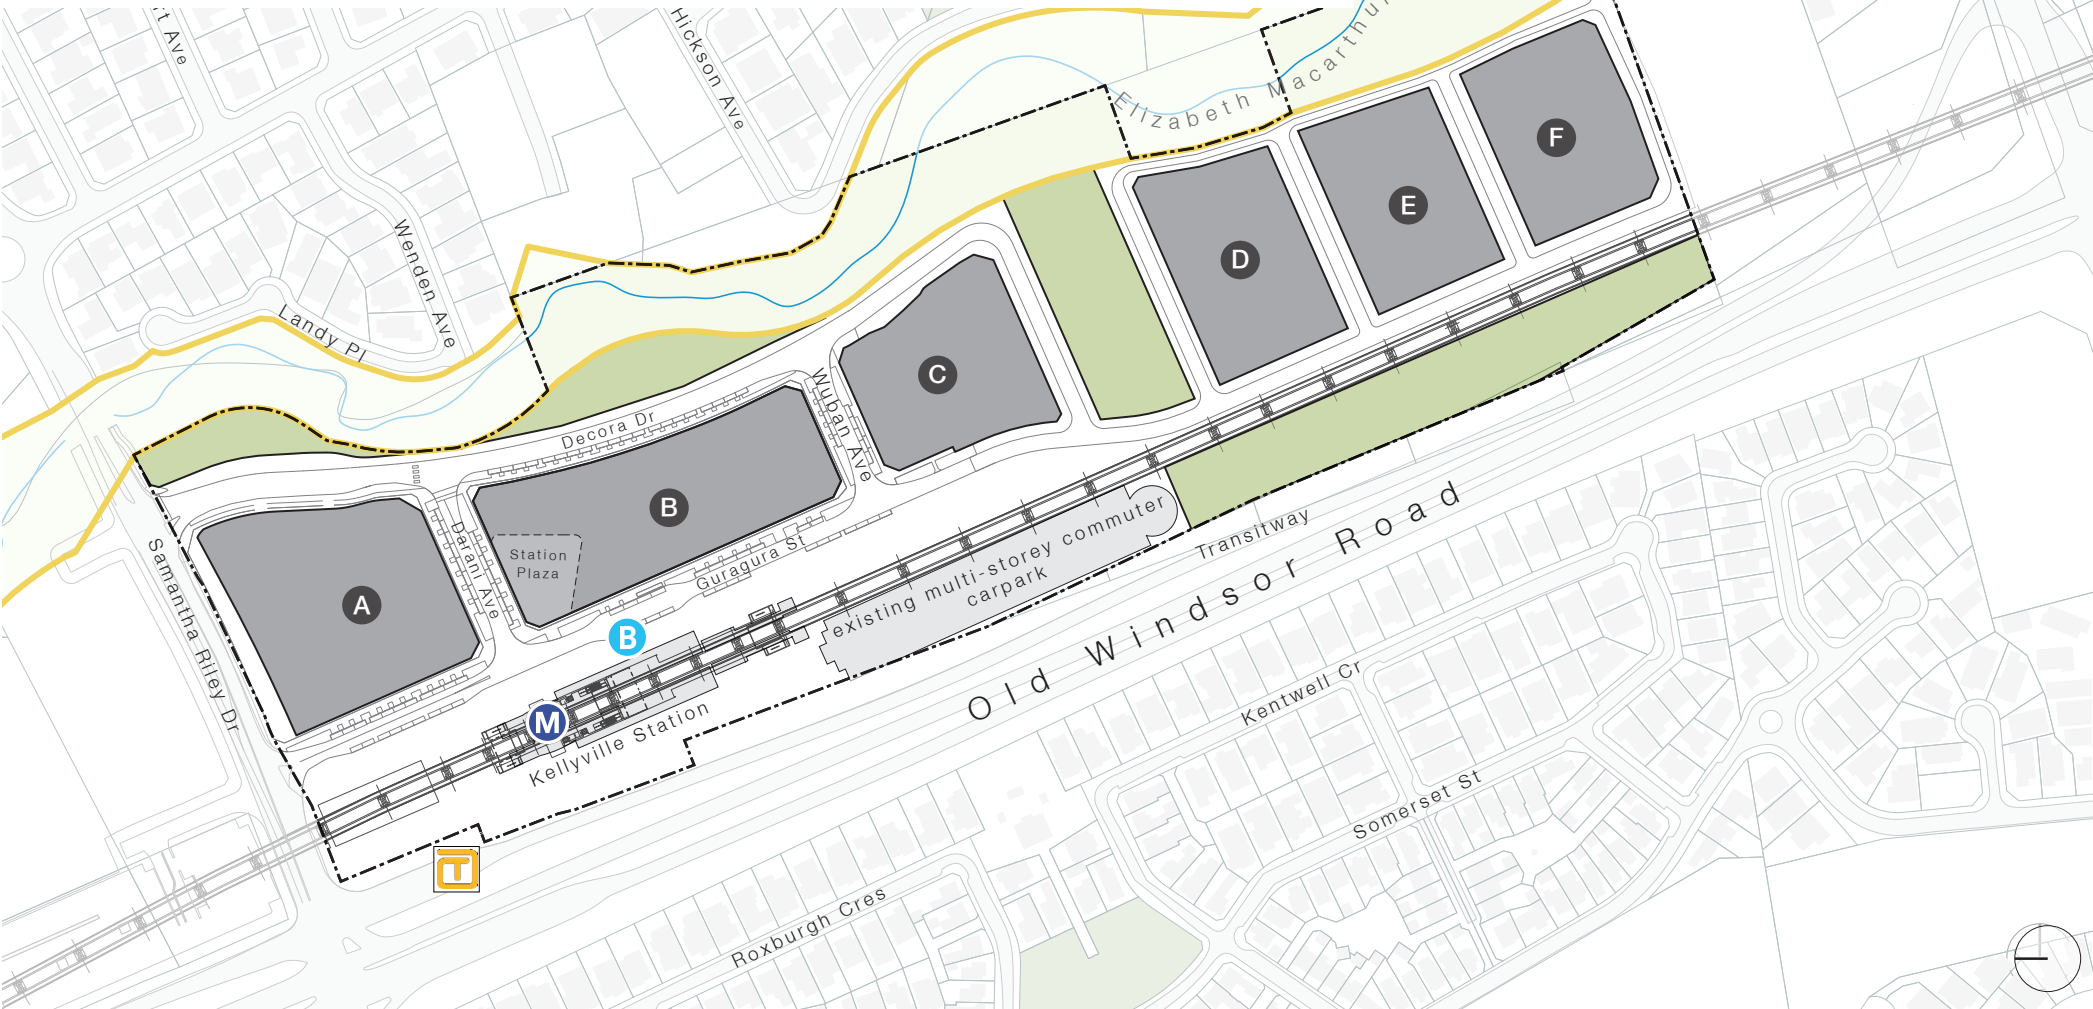 Hickson Ave
Elizabeth Macarthur
F
E
D
Wenden Ave
Landy Pl
C
Wuban Ave
Decora Dr
B
Station
Plaza
Darani Ave
Guragura St
A
Samantha Riley Dr
B
M
Kellyville Station
existing multi-storey commuter
carpark
Transitway
Old Windsor Road
T
Kentwell Cr
Somerset St
Roxburgh Cres